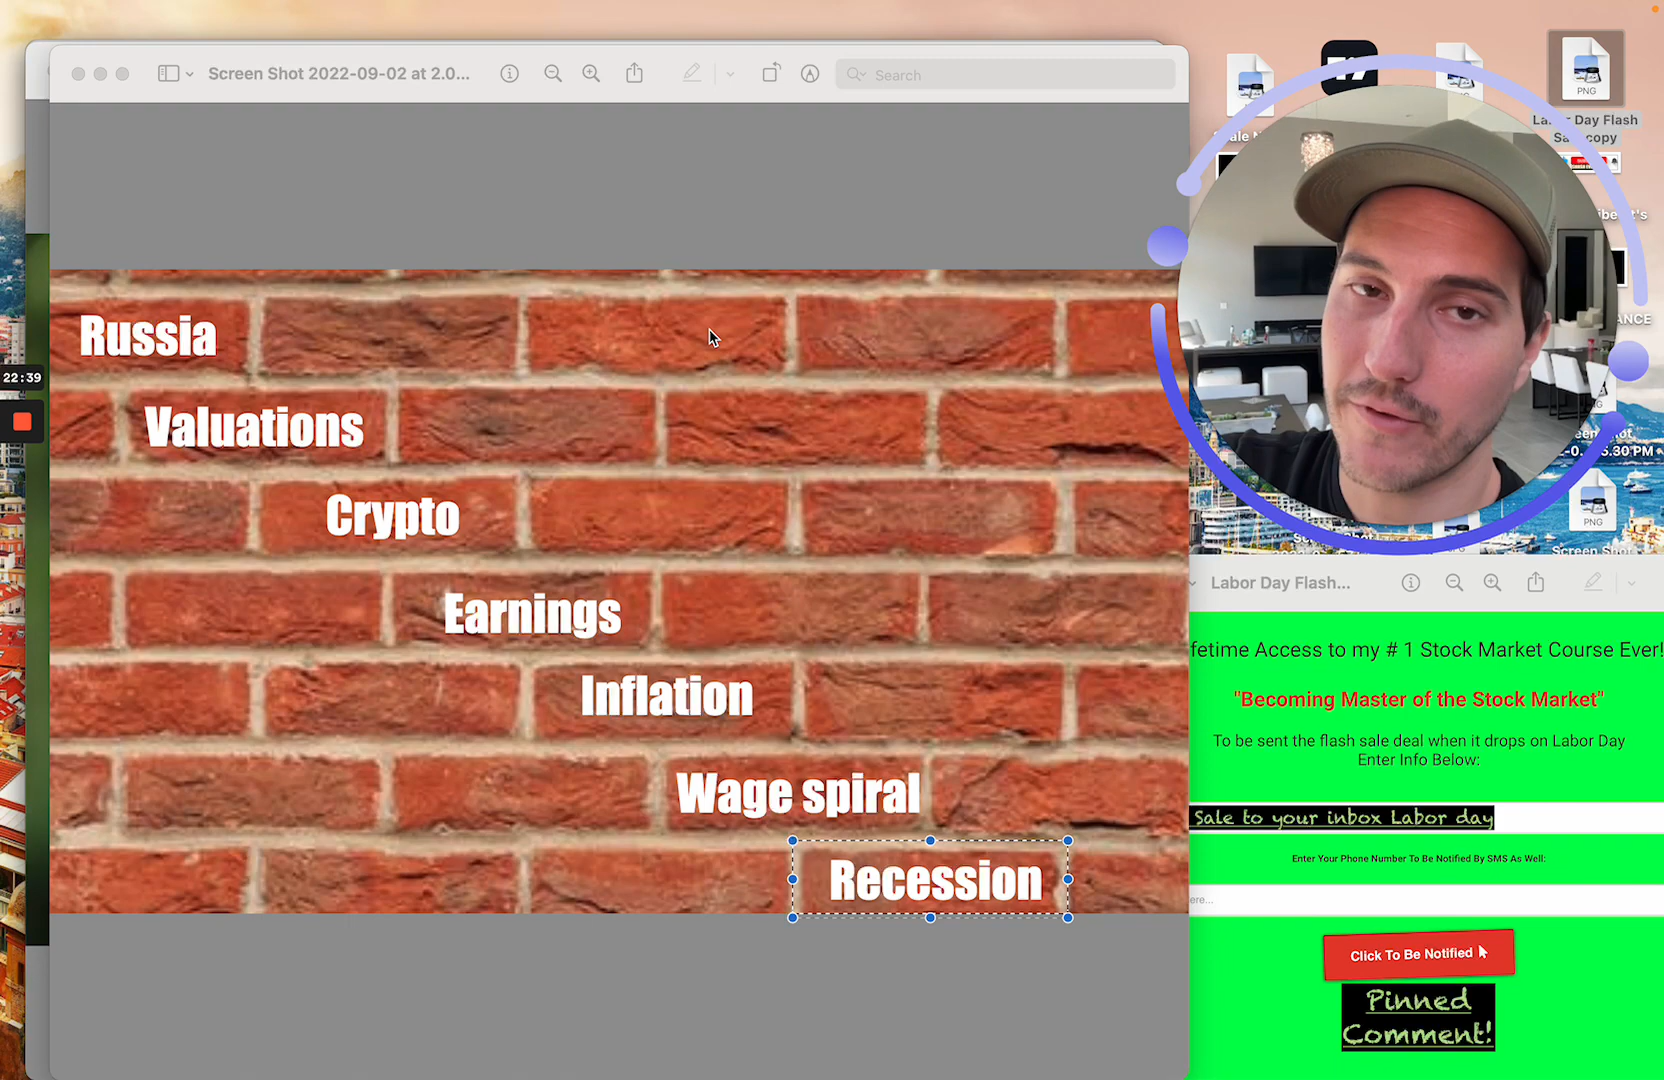 Screen Shot 2022-09-02 at 2.0...
Search
PNG
Labor Day Flash
copy
22:39
Russia
Valuations
Crypto
Earnings
Inflation
Wage spiral
Recession
PNG
Labor Day Flash...
fetime Access to my # 1 Stock Market Course Ever!
"Becoming Master of the Stock Market"
To be sent the flash sale deal when it drops on Labor Day
Enter Info Below:
Sale to your inbox Labor day
Enter Your Phone Number To Be Notified By SMS As Well:
ere...
Click To Be Notified
Pinned
Comment!